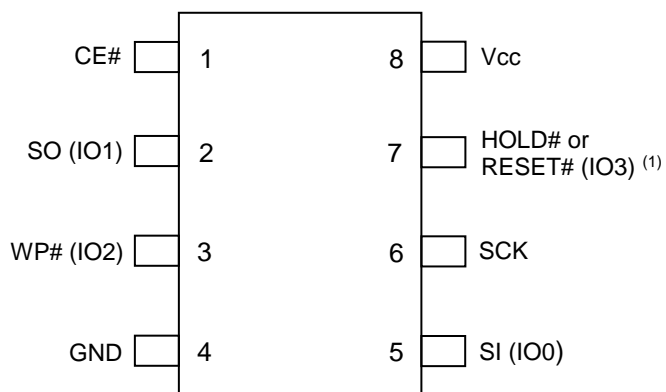 CE# 1 8 Vcc
SO (IO1) 2 7 HOLD# or
RESET# (IO3) (1)
WP# (IO2) 3 6 SCK
GND 4 5 SI (IO0)